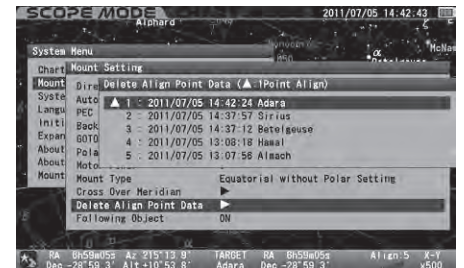 SCOPE MODE 2011/07/05 14:42:43
Alphard
System Menu
α McNa
Chart Mount Setting
Mount Dire Delete Align Point Data (▲:1Point Align)
Syste Auto ▲ 1 : 2011/07/05 14:42:24 Adara
Langu PEC 2 : 2011/07/05 14:37:57 Sirius
Initi Back 3 : 2011/07/05 14:37:12 Betelgeuse
Expan GOTO 4 : 2011/07/05 13:08:18 Hamal
About Pola 5 : 2011/07/05 13:07:56 Almach
About Moto
Mount Mount Type Equatorial without Polar Setting
Cross Over Meridian ▶
Delete Align Point Data ▶
Following Object ON
RA 6h59m05s Az 215°13.9' TARGET RA 6h59m05s Align:5 X-Y
Dec -28°59.3' Alt+10°53.8' Adara Dec -28°59.3' x500